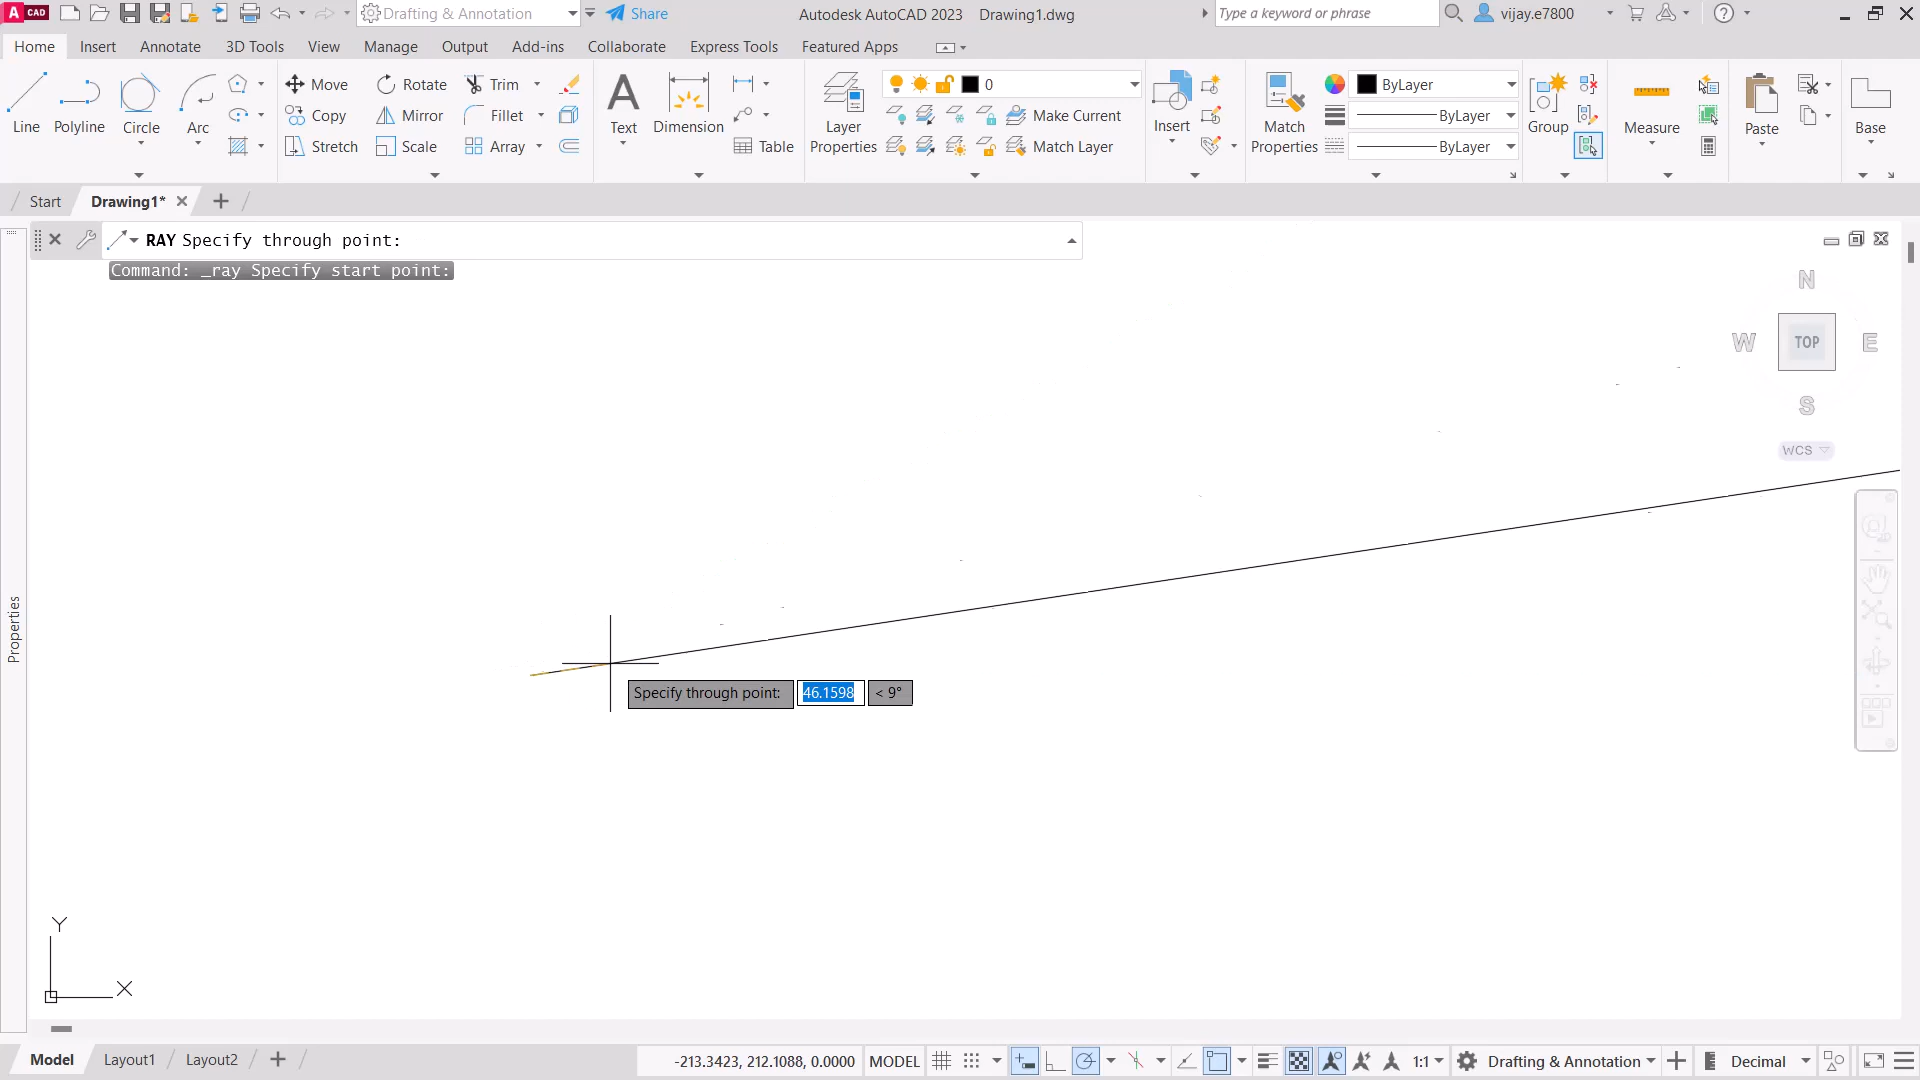 A CAD
Drafting & Annotation
Share
Autodesk AutoCAD 2023 Drawing1.dwg
Type a keyword or phrase
vijay.e7800
Home Insert Annotate 3D Tools View Manage Output Add-ins Collaborate Express Tools Featured Apps
Line Polyline Circle Arc
Move Rotate Trim
Copy Mirror Fillet
Stretch Scale Array
Text Dimension Table
Layer Properties
0
Make Current
Match Layer
Insert
Match Properties
ByLayer
ByLayer
ByLayer
Group Measure Paste Base
Start Drawing1*
RAY Specify through point:
Command: _ray Specify start point:
N
W TOP E
S
WCS
Properties
Specify through point: 46.1598 < 9°
Y
X
Model Layout1 Layout2
-213.3423, 212.1088, 0.0000 MODEL 1:1 Drafting & Annotation Decimal